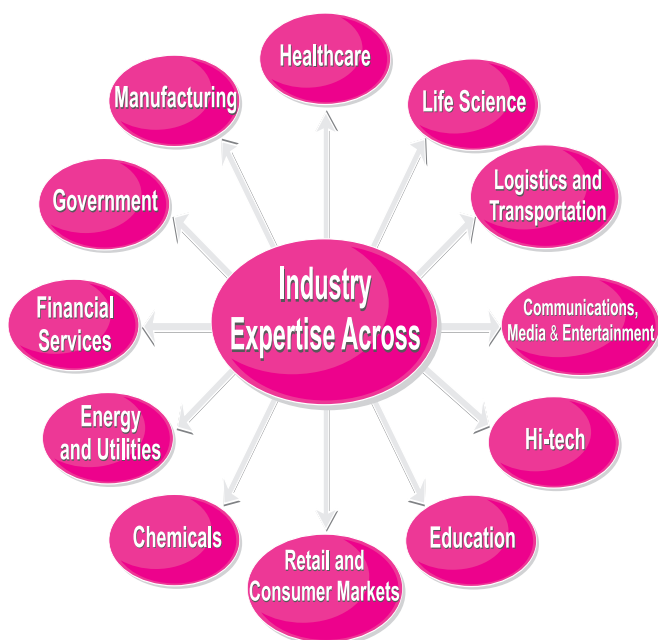 Healthcare
Manufacturing
Life Science
Logistics and
Transportation
Government
Industry
Expertise Across
Financial
Services
Communications,
Media & Entertainment
Energy
and Utilities
Hi-tech
Chemicals
Education
Retail and
Consumer Markets